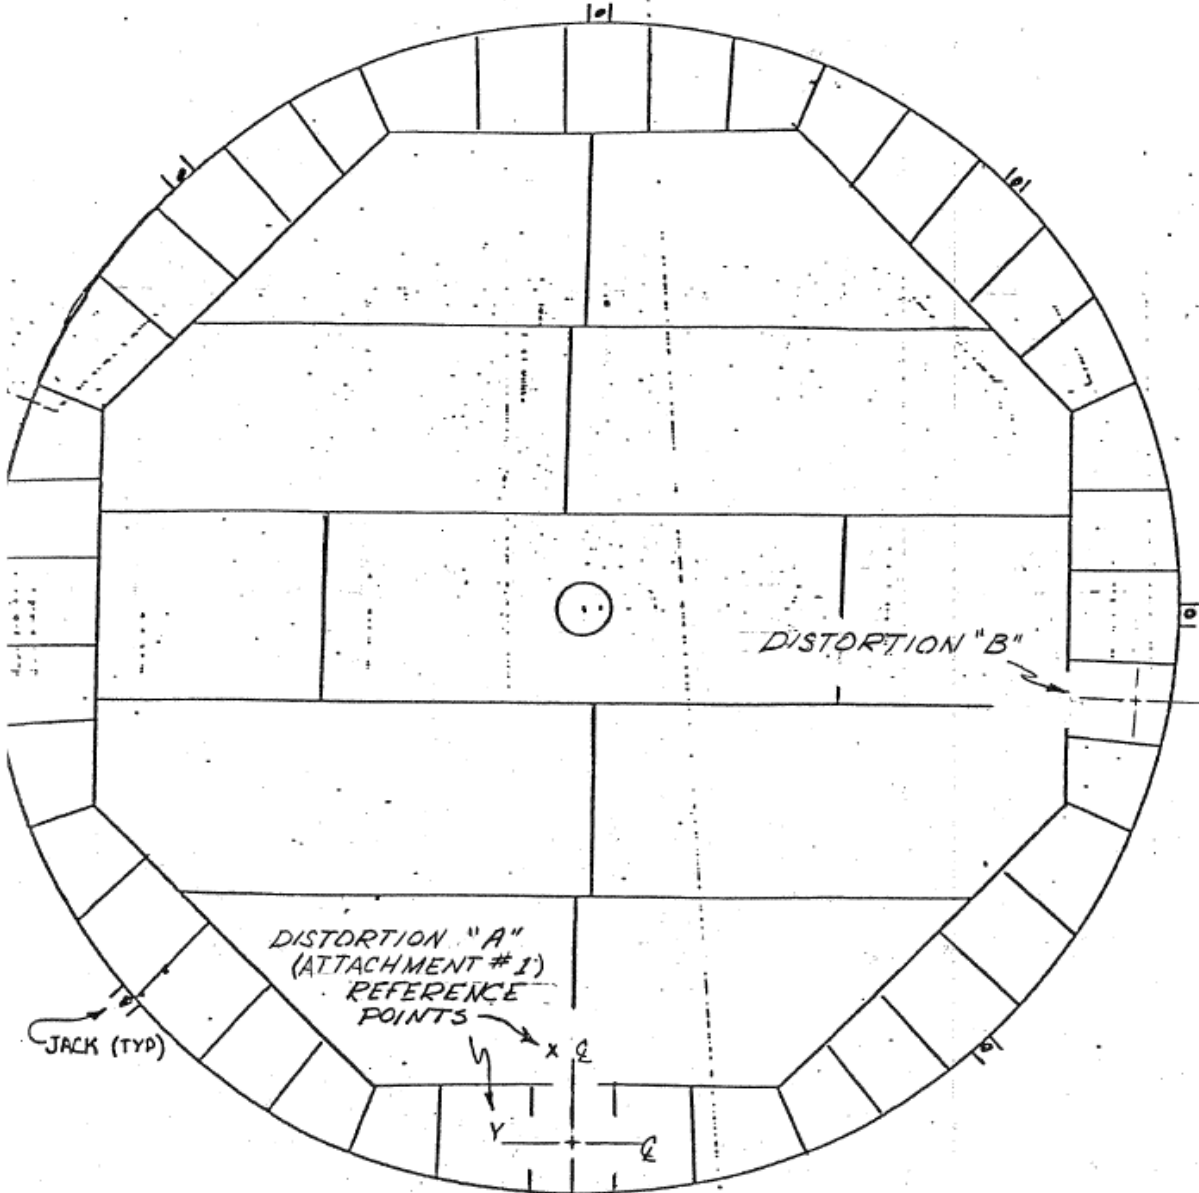 DISTORTION "B"
DISTORTION "A"
(ATTACHMENT #1)
REFERENCE
POINTS
X ℄
JACK (TYP)
Y ℄